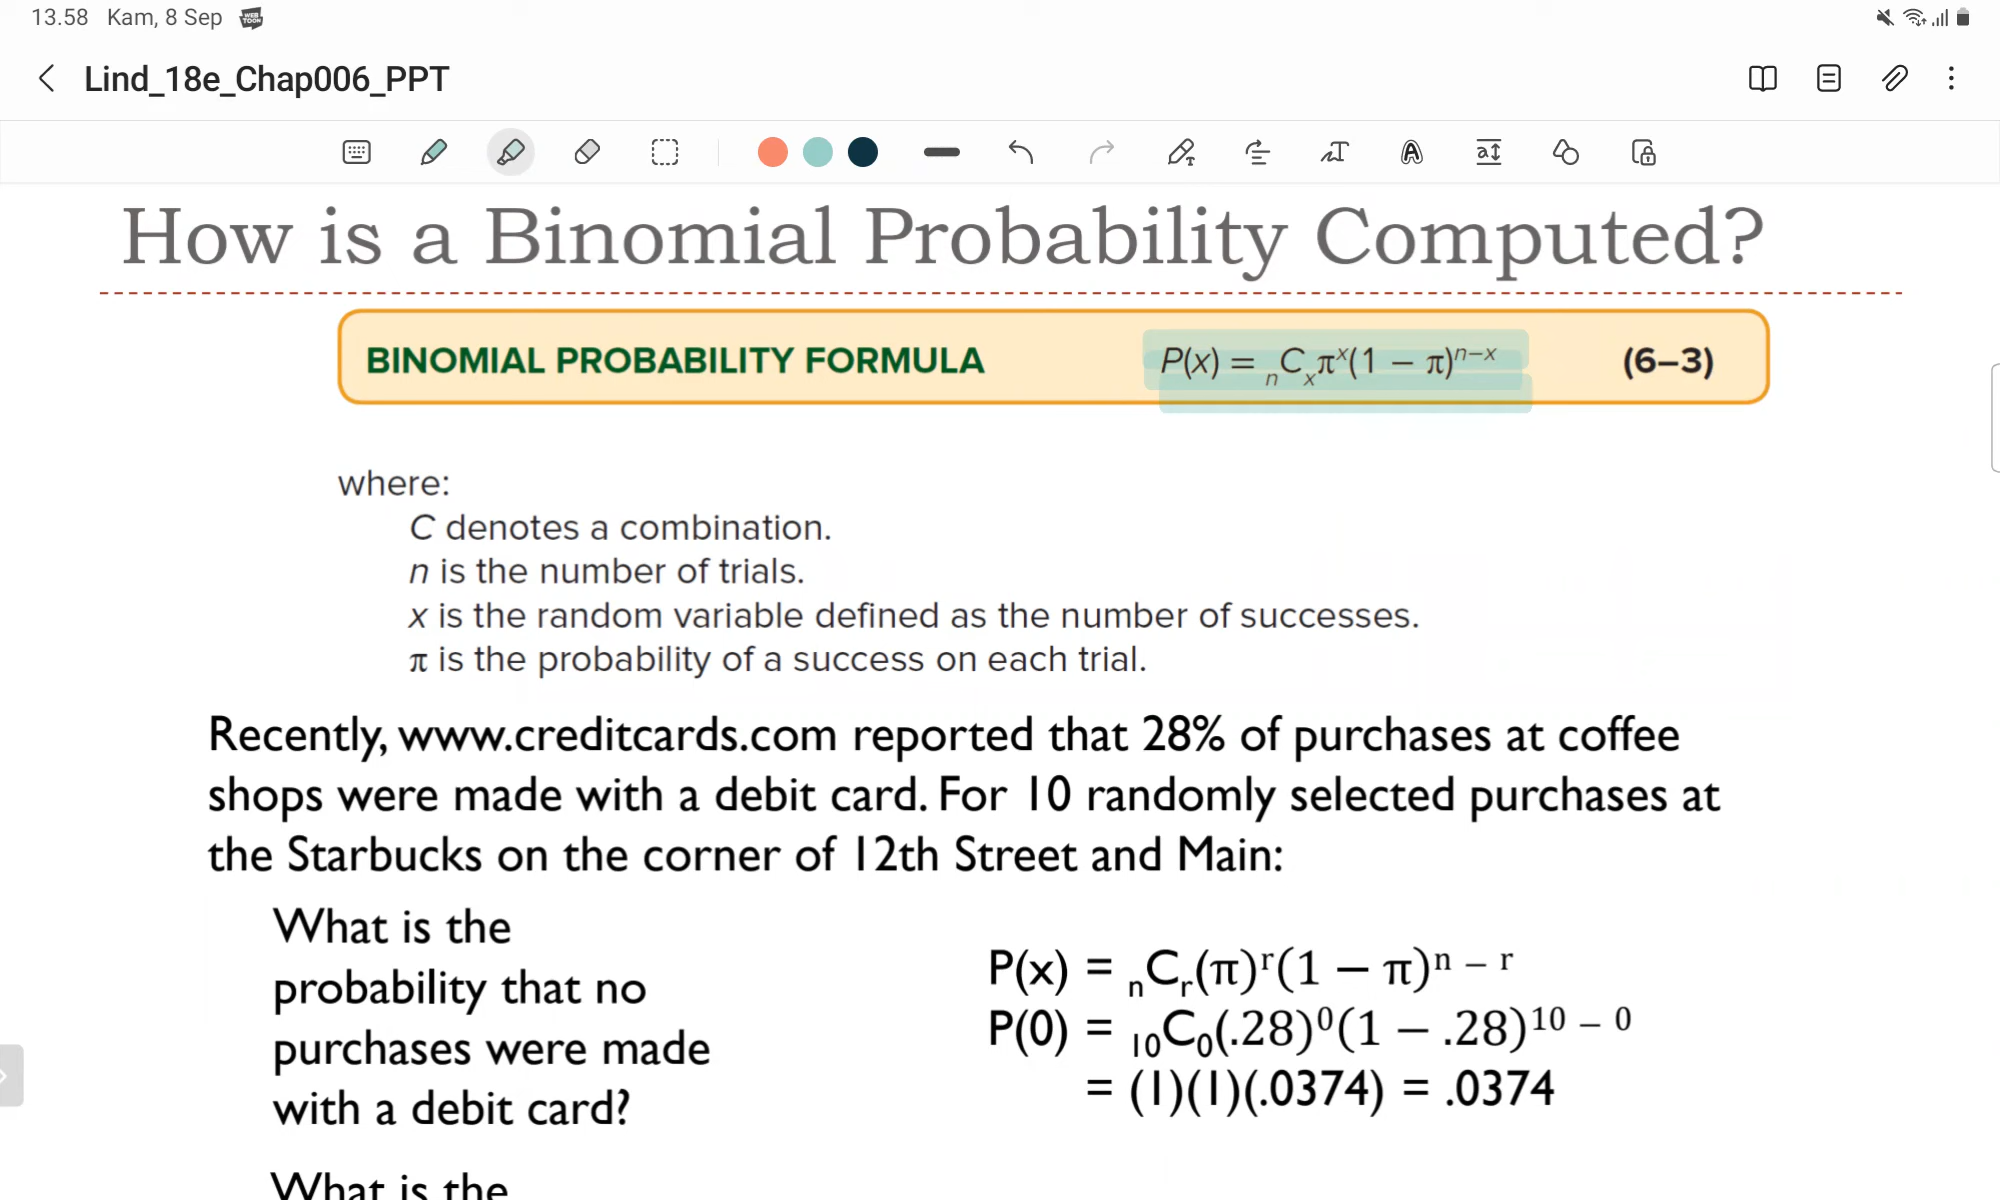 13.58 Kam, 8 Sep WEB TOON
Lind_18e_Chap006_PPT
How is a Binomial Probability Computed?
BINOMIAL PROBABILITY FORMULA P(x) = ₙCₓπˣ(1 − π)ⁿ⁻ˣ (6–3)
where:
C denotes a combination.
n is the number of trials.
x is the random variable defined as the number of successes.
π is the probability of a success on each trial.
Recently, www.creditcards.com reported that 28% of purchases at coffee
shops were made with a debit card. For 10 randomly selected purchases at
the Starbucks on the corner of 12th Street and Main:
What is the
probability that no
purchases were made
with a debit card?
P(x) = ₙCᵣ(π)ʳ(1 − π)ⁿ ⁻ ʳ
P(0) = ₁₀C₀(.28)⁰(1 − .28)¹⁰ ⁻ ⁰
= (1)(1)(.0374) = .0374
What is the